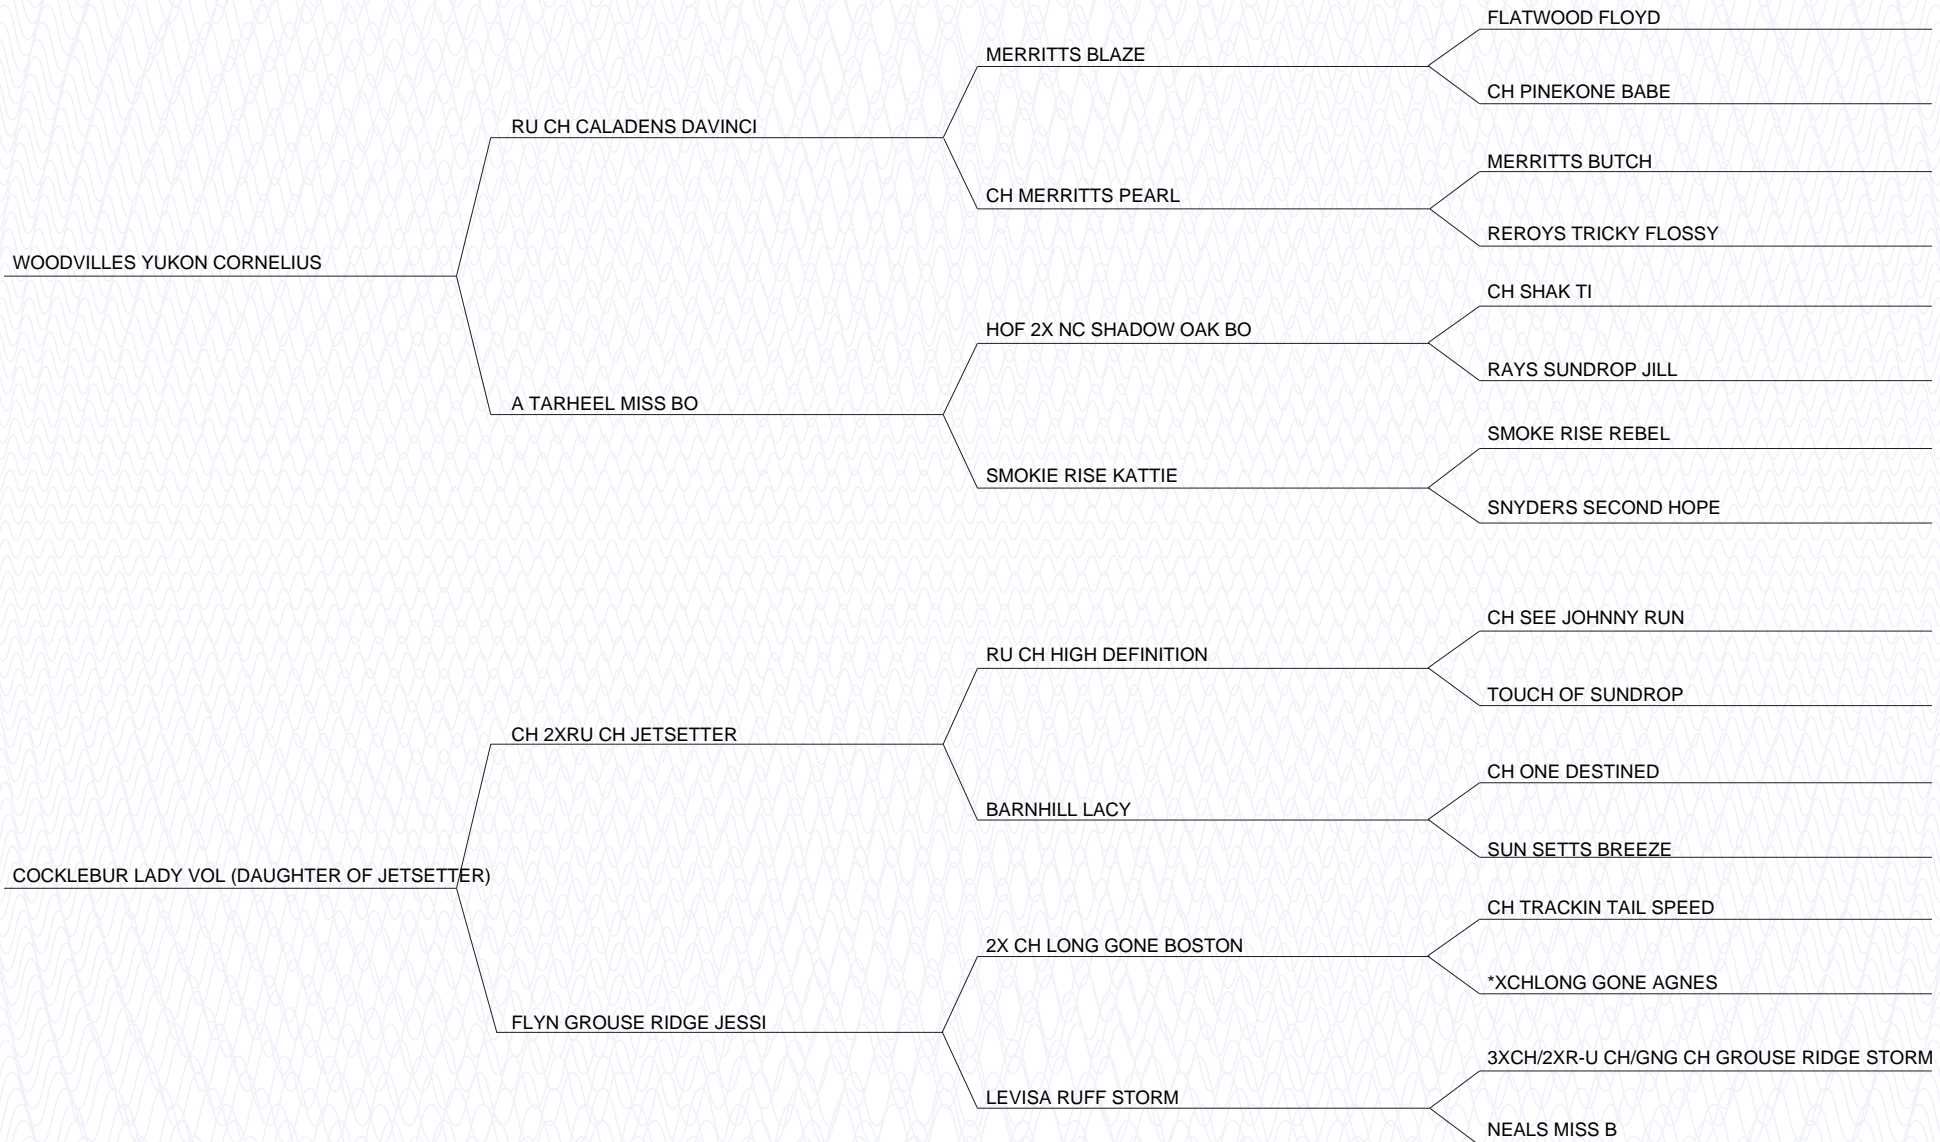 FLATWOOD FLOYD
MERRITTS BLAZE
CH PINEKONE BABE
RU CH CALADENS DAVINCI
MERRITTS BUTCH
CH MERRITTS PEARL
REROYS TRICKY FLOSSY
WOODVILLES YUKON CORNELIUS
CH SHAK TI
HOF 2X NC SHADOW OAK BO
RAYS SUNDROP JILL
A TARHEEL MISS BO
SMOKE RISE REBEL
SMOKIE RISE KATTIE
SNYDERS SECOND HOPE
CH SEE JOHNNY RUN
RU CH HIGH DEFINITION
TOUCH OF SUNDROP
CH 2XRU CH JETSETTER
CH ONE DESTINED
BARNHILL LACY
SUN SETTS BREEZE
COCKLEBUR LADY VOL (DAUGHTER OF JETSETTER)
CH TRACKIN TAIL SPEED
2X CH LONG GONE BOSTON
*XCHLONG GONE AGNES
FLYN GROUSE RIDGE JESSI
3XCH/2XR-U CH/GNG CH GROUSE RIDGE STORM
LEVISA RUFF STORM
NEALS MISS B